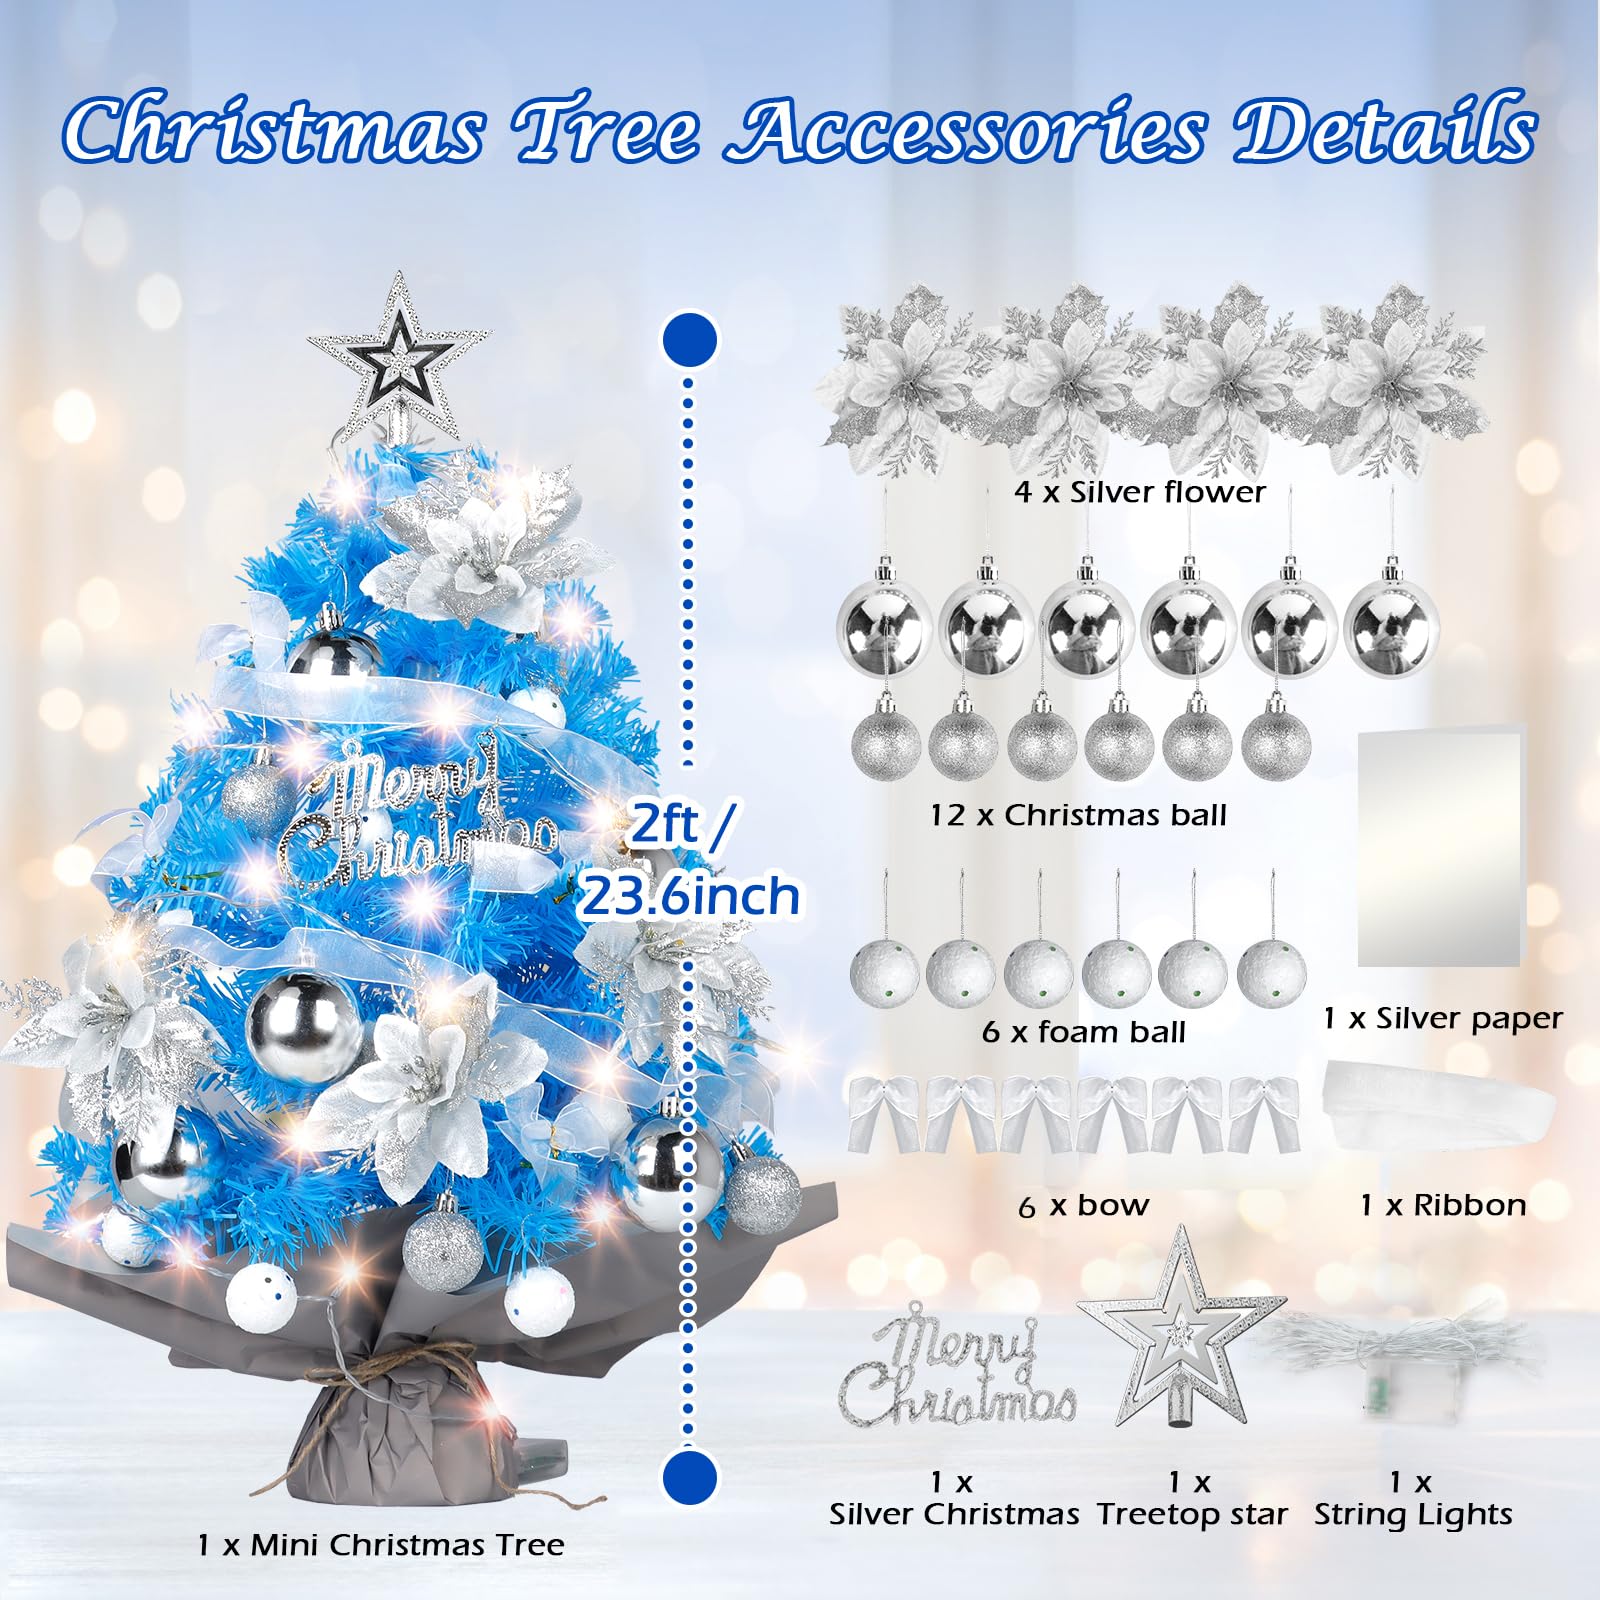 Christmas Tree Accessories Details
Merry
Christmas
2ft /
23.6inch
1 x Mini Christmas Tree
4 x Silver flower
12 x Christmas ball
6 x foam ball
1 x Silver paper
6 x bow
1 x Ribbon
Merry
Christmas
1 x
Silver Christmas
1 x
Treetop star
1 x
String Lights